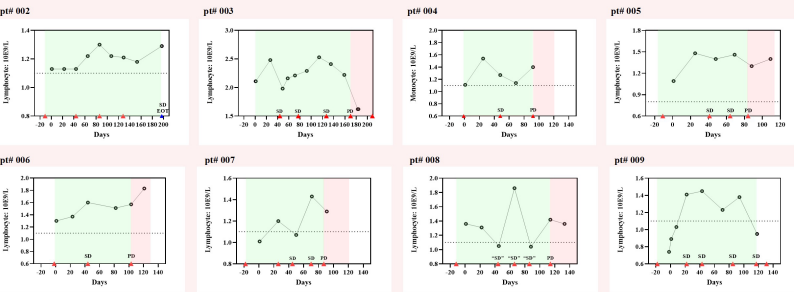 pt# 002
pt# 003
pt# 004
pt# 005
Lymphocyte: 10E9/L
1.4
1.2
1.0
0.8
SD
EOT
-20 0 20 40 60 80 100 120 140 160 180 200
Days
Lymphocyte: 10E9/L
3.0
2.5
2.0
1.5
SD SD SD PD
0 20 40 60 80 100 120 140 160 180 200
Days
Monocyte: 10E9/L
2.0
1.8
1.6
1.4
1.2
1.0
0.8
0.6
SD PD
-20 0 20 40 60 80 100 120 140
Days
Lymphocyte: 10E9/L
1.8
1.6
1.4
1.2
1.0
0.8
0.6
SD SD PD
-20 0 20 40 60 80 100 120
Days
pt# 006
pt# 007
pt# 008
pt# 009
Lymphocyte: 10E9/L
2.0
1.8
1.6
1.4
1.2
1.0
0.8
0.6
SD PD
-20 0 20 40 60 80 100 120 140
Days
Lymphocyte: 10E9/L
1.6
1.4
1.2
1.0
0.8
SD SD PD
-20 0 20 40 60 80 100 120 140
Days
Lymphocyte: 10E9/L
2.0
1.8
1.6
1.4
1.2
1.0
0.8
"SD" "SD" "SD" PD
-20 0 20 40 60 80 100 120 140
Days
Lymphocyte: 10E9/L
1.6
1.4
1.2
1.0
0.8
0.6
SD SD SD SD
-20 0 20 40 60 80 100 120 140
Days